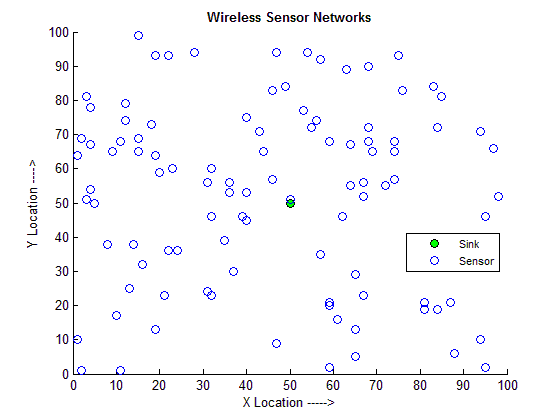 Wireless Sensor Networks
100
90
80
70
60
50
40
30
20
10
0
Y Location ----->
Sink
Sensor
0 10 20 30 40 50 60 70 80 90 100
X Location ----->